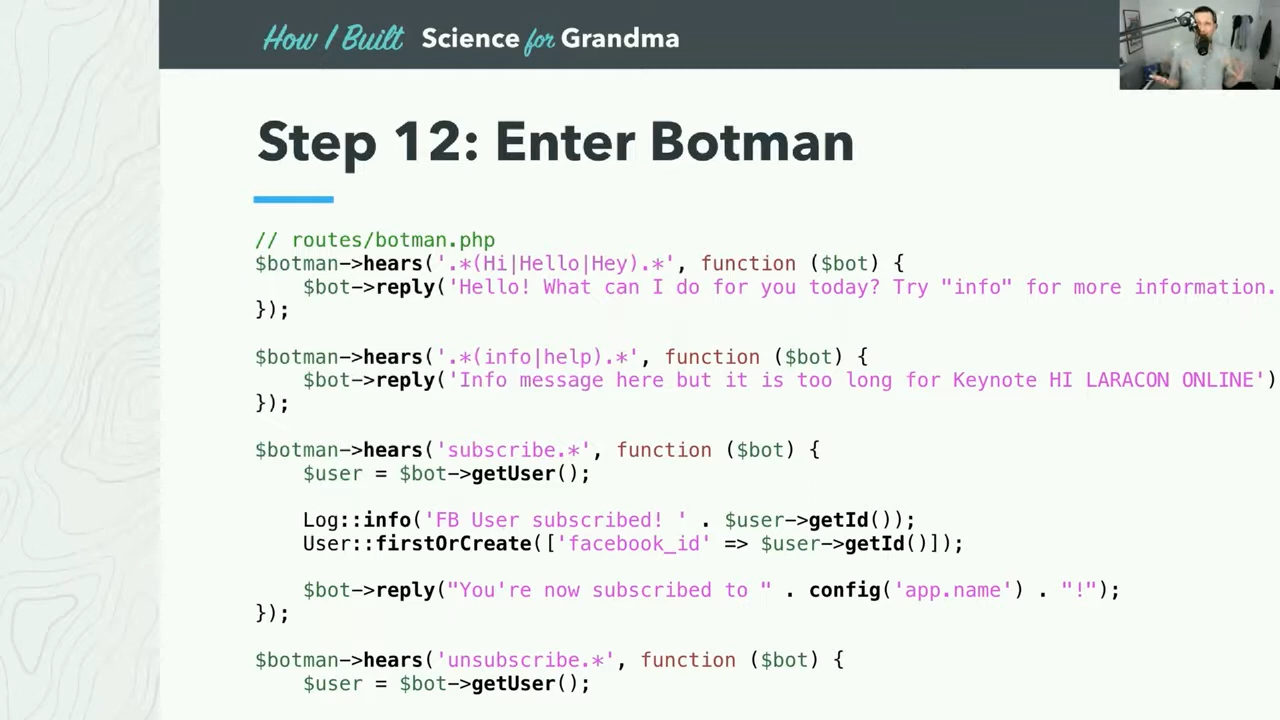 How I Built Science for Grandma
Step 12: Enter Botman
// routes/botman.php
$botman->hears('.*(Hi|Hello|Hey).*', function ($bot) {
    $bot->reply('Hello! What can I do for you today? Try "info" for more information.
});
$botman->hears('.*(info|help).*', function ($bot) {
    $bot->reply('Info message here but it is too long for Keynote HI LARACON ONLINE')
});
$botman->hears('subscribe.*', function ($bot) {
    $user = $bot->getUser();
    Log::info('FB User subscribed! ' . $user->getId());
    User::firstOrCreate(['facebook_id' => $user->getId()]);
    $bot->reply("You're now subscribed to " . config('app.name') . "!");
});
$botman->hears('unsubscribe.*', function ($bot) {
    $user = $bot->getUser();